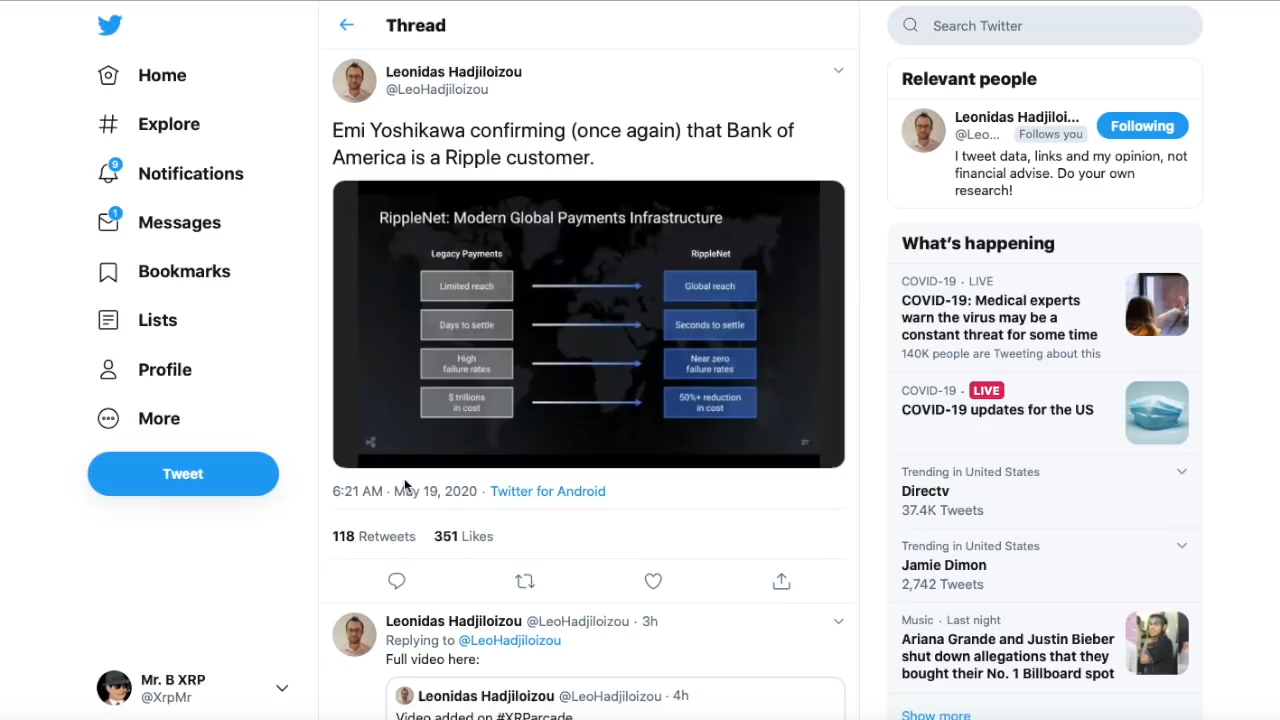 Home
Explore
9
Notifications
1
Messages
Bookmarks
Lists
Profile
More
Tweet
Mr. B XRP
@XrpMr
Thread
Leonidas Hadjiloizou
@LeoHadjiloizou
Emi Yoshikawa confirming (once again) that Bank of
America is a Ripple customer.
RippleNet: Modern Global Payments Infrastructure
Legacy Payments
RippleNet
Limited reach
Global reach
Days to settle
Seconds to settle
High
failure rates
Near zero
failure rates
$ trillions
in cost
50%+ reduction
in cost
6:21 AM · May 19, 2020 · Twitter for Android
118 Retweets 351 Likes
Leonidas Hadjiloizou @LeoHadjiloizou · 3h
Replying to @LeoHadjiloizou
Full video here:
Leonidas Hadjiloizou @LeoHadjiloizou · 4h
Video added on #XRParcade
Search Twitter
Relevant people
Leonidas Hadjiloi...
@Leo... Follows you
Following
I tweet data, links and my opinion, not
financial advise. Do your own
research!
What's happening
COVID-19 · LIVE
COVID-19: Medical experts
warn the virus may be a
constant threat for some time
140K people are Tweeting about this
COVID-19 · LIVE
COVID-19 updates for the US
Trending in United States
Directv
37.4K Tweets
Trending in United States
Jamie Dimon
2,742 Tweets
Music · Last night
Ariana Grande and Justin Bieber
shut down allegations that they
bought their No. 1 Billboard spot
Show more